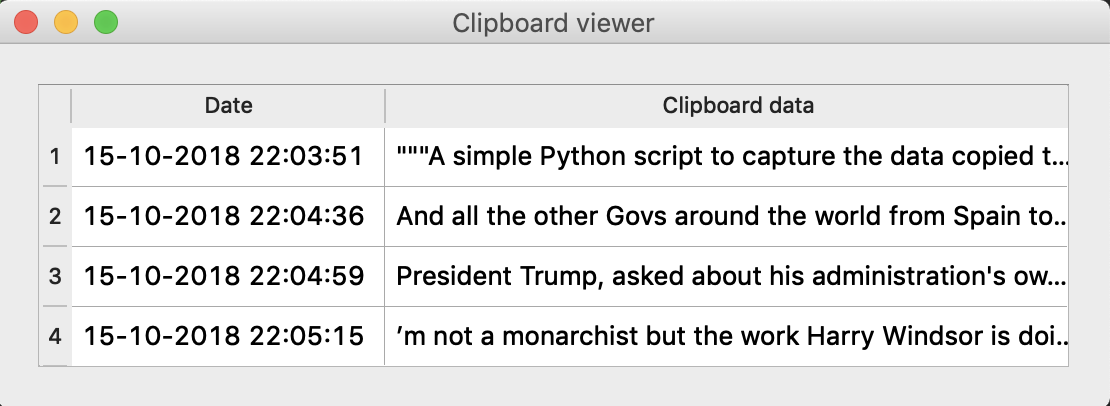 Clipboard viewer
Date Clipboard data
1 15-10-2018 22:03:51 """A simple Python script to capture the data copied t...
2 15-10-2018 22:04:36 And all the other Govs around the world from Spain to...
3 15-10-2018 22:04:59 President Trump, asked about his administration's ow...
4 15-10-2018 22:05:15 ’m not a monarchist but the work Harry Windsor is doi...